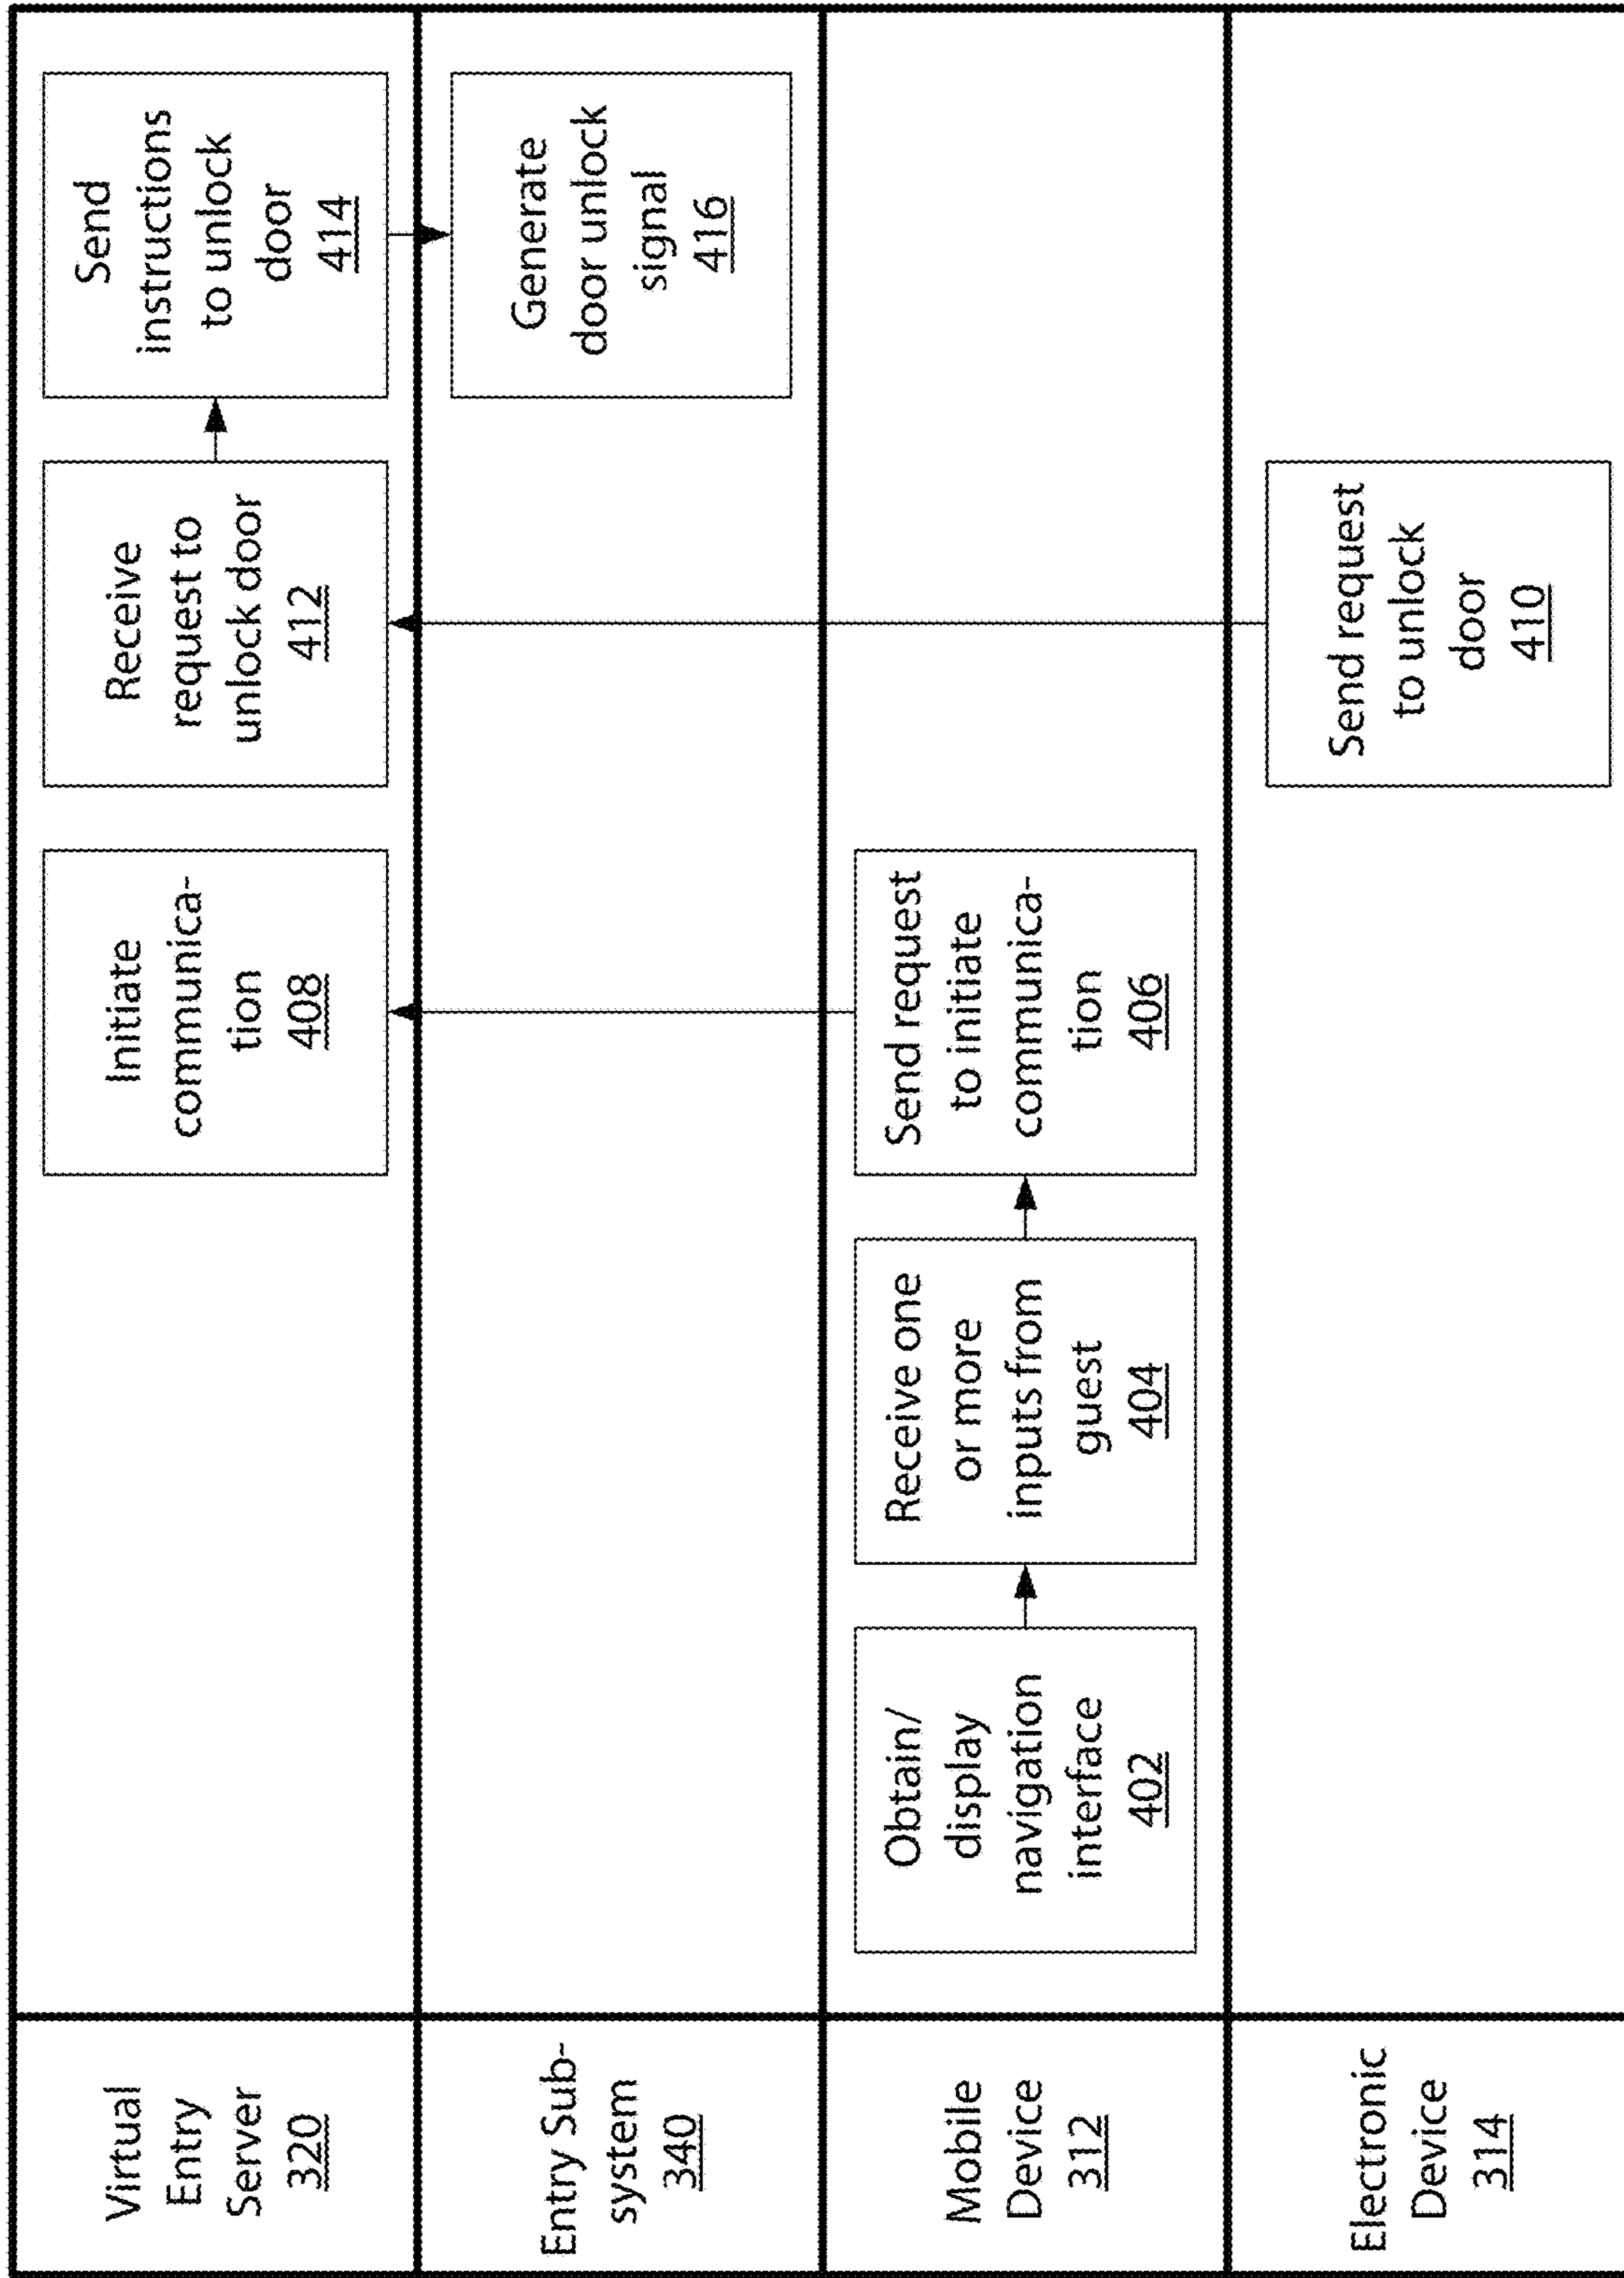 Virtual
Entry
Server
320
Initiate
communica-
tion
408
Receive
request to
unlock door
412
Send
instructions
to unlock
door
414
Entry Sub-
system
340
Generate
door unlock
signal
416
Mobile
Device
312
Obtain/
display
navigation
interface
402
Receive one
or more
inputs from
guest
404
Send request
to initiate
communica-
tion
406
Electronic
Device
314
Send request
to unlock
door
410